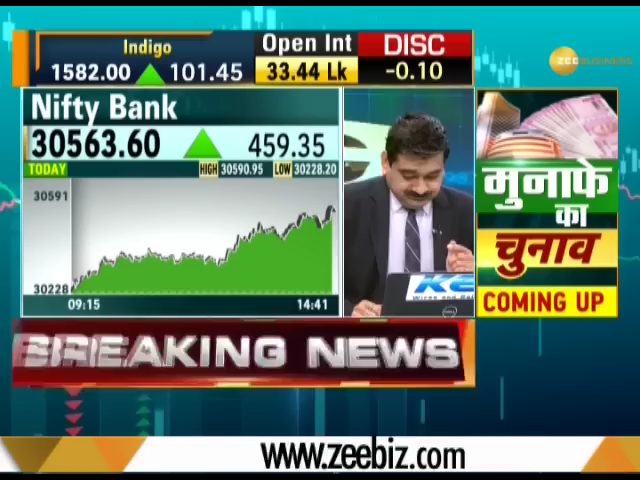 Indigo
1582.00 101.45
Open Int
33.44 Lk
DISC
-0.10
ZEE BUSINESS
Nifty Bank
30563.60 459.35
TODAY HIGH 30590.95 LOW 30228.20
30591
30228
09:15 14:41
मुनाफे
का
चुनाव
COMING UP
BREAKING NEWS
www.zeebiz.com